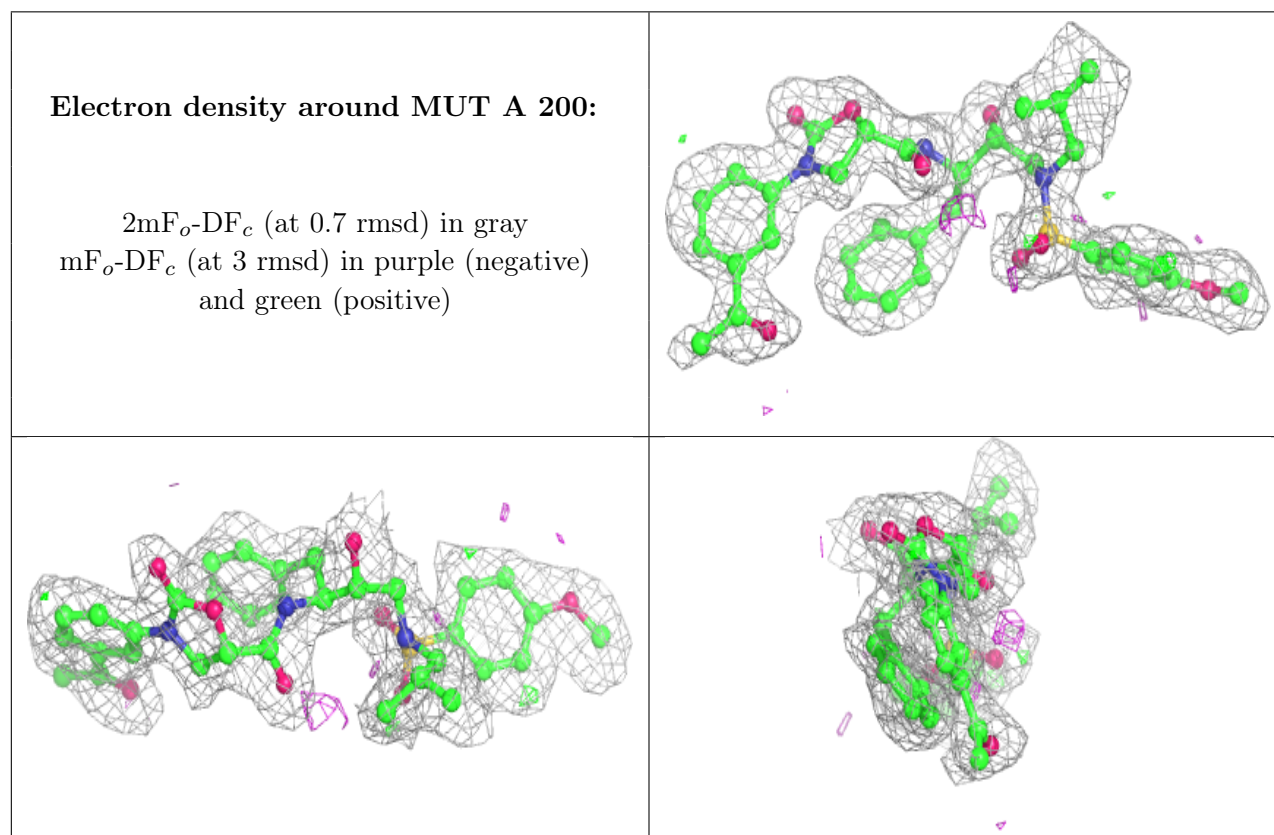 Electron density around MUT A 200:
2mFo-DFc (at 0.7 rmsd) in gray
mFo-DFc (at 3 rmsd) in purple (negative)
and green (positive)